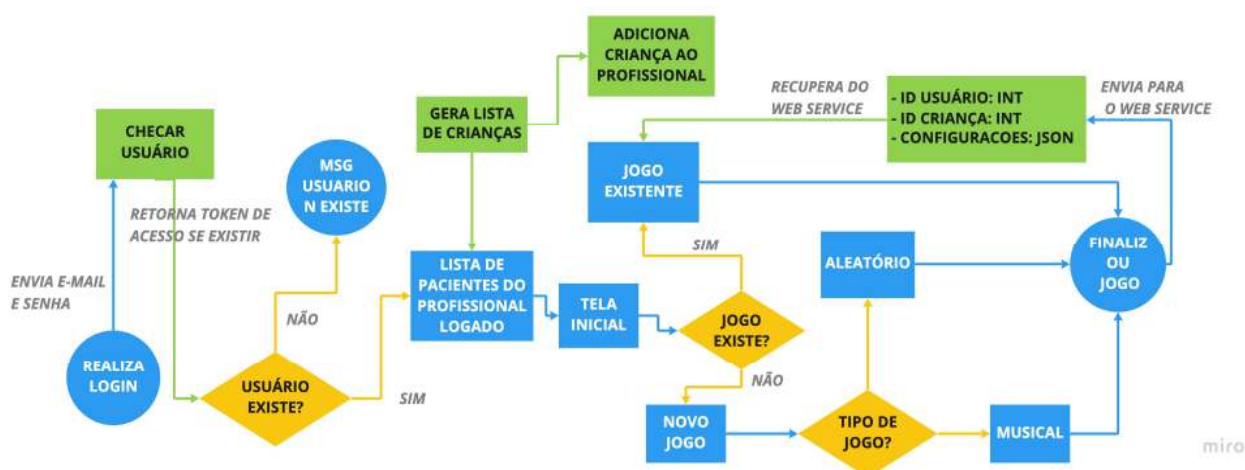 ADICIONA
CRIANÇA AO
PROFISSIONAL
GERA LISTA
DE CRIANÇAS
RECUPERA DO
WEB SERVICE
- ID USUÁRIO: INT
- ID CRIANÇA: INT
- CONFIGURACOES: JSON
ENVIA PARA
O WEB SERVICE
CHECAR
USUÁRIO
MSG
USUARIO
N EXISTE
JOGO
EXISTENTE
RETORNA TOKEN DE
ACESSO SE EXISTIR
ENVIA E-MAIL
E SENHA
LISTA DE
PACIENTES DO
PROFISSIONAL
LOGADO
TELA
INICIAL
SIM
ALEATÓRIO
FINALIZ
OU
JOGO
NÃO
JOGO
EXISTE?
REALIZA
LOGIN
USUÁRIO
EXISTE?
SIM
NÃO
NOVO
JOGO
TIPO DE
JOGO?
MUSICAL
miro